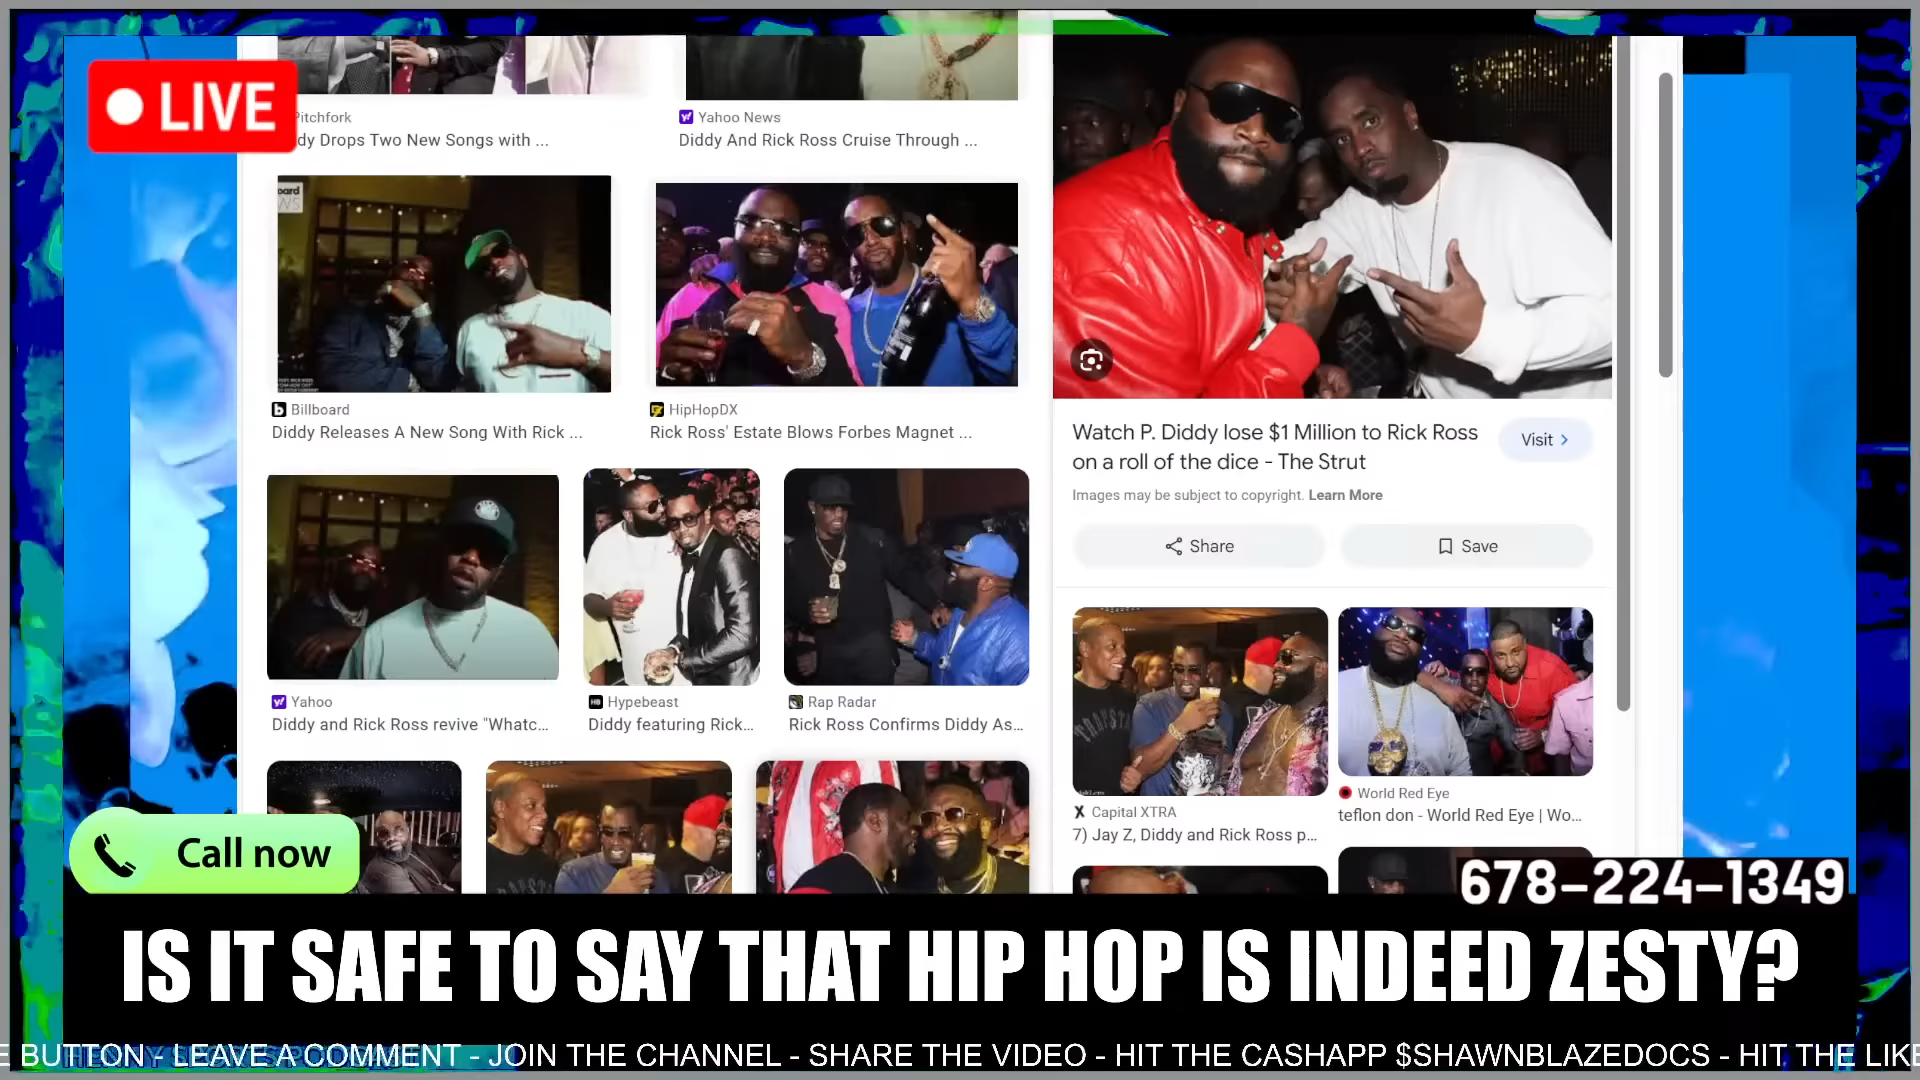 LIVE
Pitchfork
dy Drops Two New Songs with ...
Yahoo News
Diddy And Rick Ross Cruise Through ...
Billboard
Diddy Releases A New Song With Rick ...
HipHopDX
Rick Ross' Estate Blows Forbes Magnet ...
Yahoo
Diddy and Rick Ross revive "Whatc...
Hypebeast
Diddy featuring Rick...
Rap Radar
Rick Ross Confirms Diddy As...
Watch P. Diddy lose $1 Million to Rick Ross
on a roll of the dice - The Strut
Visit
Images may be subject to copyright. Learn More
Share
Save
Capital XTRA
7) Jay Z, Diddy and Rick Ross p...
World Red Eye
teflon don - World Red Eye | Wo...
Call now
678-224-1349
IS IT SAFE TO SAY THAT HIP HOP IS INDEED ZESTY?
E BUTTON - LEAVE A COMMENT - JOIN THE CHANNEL - SHARE THE VIDEO - HIT THE CASHAPP $SHAWNBLAZEDOCS - HIT THE LIKE